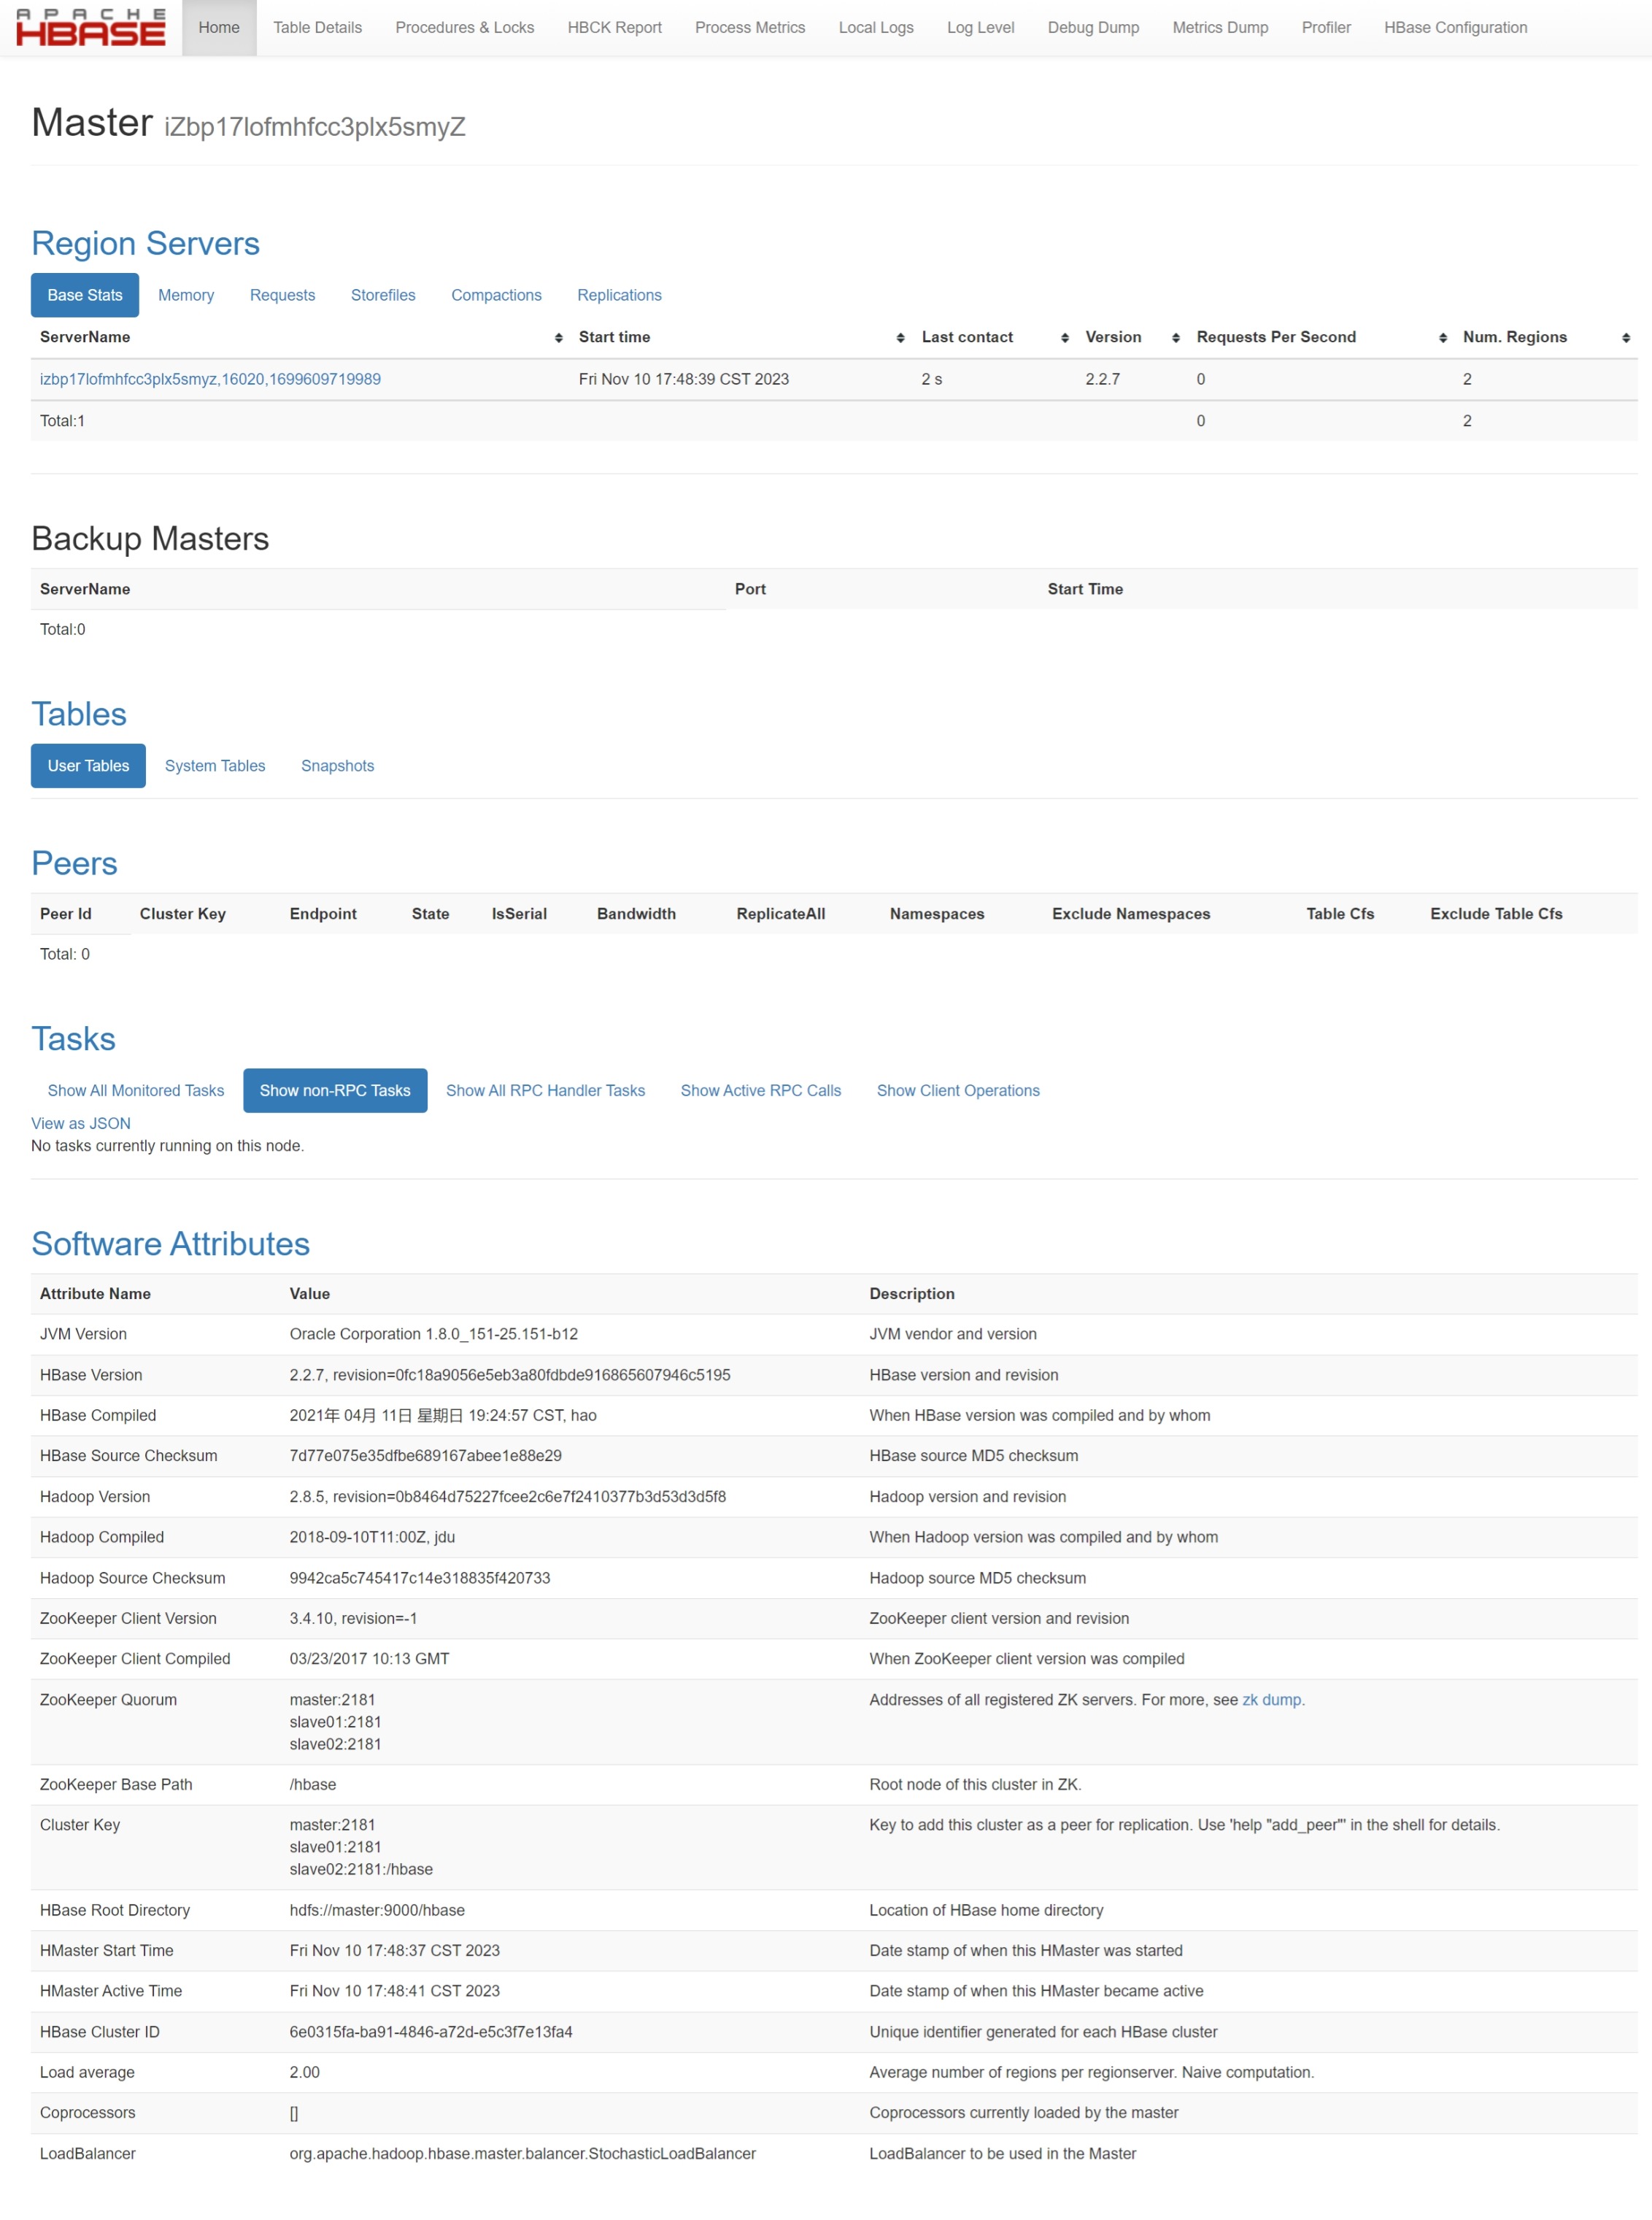 APACHE
HBASE
Home Table Details Procedures & Locks HBCK Report Process Metrics Local Logs Log Level Debug Dump Metrics Dump Profiler HBase Configuration
Master iZbp17lofmhfcc3plx5smyZ
Region Servers
Base Stats Memory Requests Storefiles Compactions Replications
ServerName Start time Last contact Version Requests Per Second Num. Regions
izbp17lofmhfcc3plx5smyz,16020,1699609719989 Fri Nov 10 17:48:39 CST 2023 2 s 2.2.7 0 2
Total:1 0 2
Backup Masters
ServerName Port Start Time
Total:0
Tables
User Tables System Tables Snapshots
Peers
Peer Id Cluster Key Endpoint State IsSerial Bandwidth ReplicateAll Namespaces Exclude Namespaces Table Cfs Exclude Table Cfs
Total: 0
Tasks
Show All Monitored Tasks Show non-RPC Tasks Show All RPC Handler Tasks Show Active RPC Calls Show Client Operations
View as JSON
No tasks currently running on this node.
Software Attributes
Attribute Name Value Description
JVM Version Oracle Corporation 1.8.0_151-25.151-b12 JVM vendor and version
HBase Version 2.2.7, revision=0fc18a9056e5eb3a80fdbde916865607946c5195 HBase version and revision
HBase Compiled 2021年 04月 11日 星期日 19:24:57 CST, hao When HBase version was compiled and by whom
HBase Source Checksum 7d77e075e35dfbe689167abee1e88e29 HBase source MD5 checksum
Hadoop Version 2.8.5, revision=0b8464d75227fcee2c6e7f2410377b3d53d3d5f8 Hadoop version and revision
Hadoop Compiled 2018-09-10T11:00Z, jdu When Hadoop version was compiled and by whom
Hadoop Source Checksum 9942ca5c745417c14e318835f420733 Hadoop source MD5 checksum
ZooKeeper Client Version 3.4.10, revision=-1 ZooKeeper client version and revision
ZooKeeper Client Compiled 03/23/2017 10:13 GMT When ZooKeeper client version was compiled
ZooKeeper Quorum master:2181 Addresses of all registered ZK servers. For more, see zk dump.
slave01:2181
slave02:2181
ZooKeeper Base Path /hbase Root node of this cluster in ZK.
Cluster Key master:2181 Key to add this cluster as a peer for replication. Use 'help "add_peer"' in the shell for details.
slave01:2181
slave02:2181:/hbase
HBase Root Directory hdfs://master:9000/hbase Location of HBase home directory
HMaster Start Time Fri Nov 10 17:48:37 CST 2023 Date stamp of when this HMaster was started
HMaster Active Time Fri Nov 10 17:48:41 CST 2023 Date stamp of when this HMaster became active
HBase Cluster ID 6e0315fa-ba91-4846-a72d-e5c3f7e13fa4 Unique identifier generated for each HBase cluster
Load average 2.00 Average number of regions per regionserver. Naive computation.
Coprocessors [] Coprocessors currently loaded by the master
LoadBalancer org.apache.hadoop.hbase.master.balancer.StochasticLoadBalancer LoadBalancer to be used in the Master